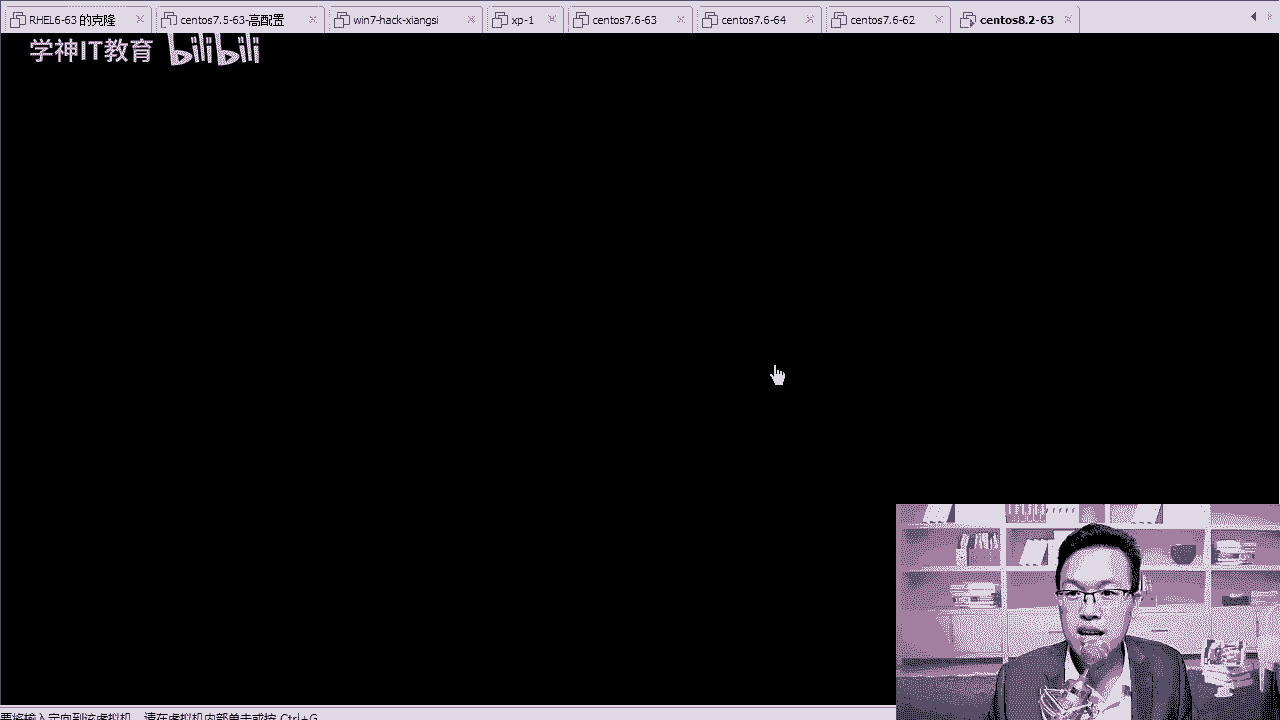 RHEL6-63 的克隆
centos7.5-63-高配置
win7-hack-xiangsi
xp-1
centos7.6-63
centos7.6-64
centos7.6-62
centos8.2-63
学神IT教育 bilibili
要将输入定向到该虚拟机，请在虚拟机内部单击或按 Ctrl+G